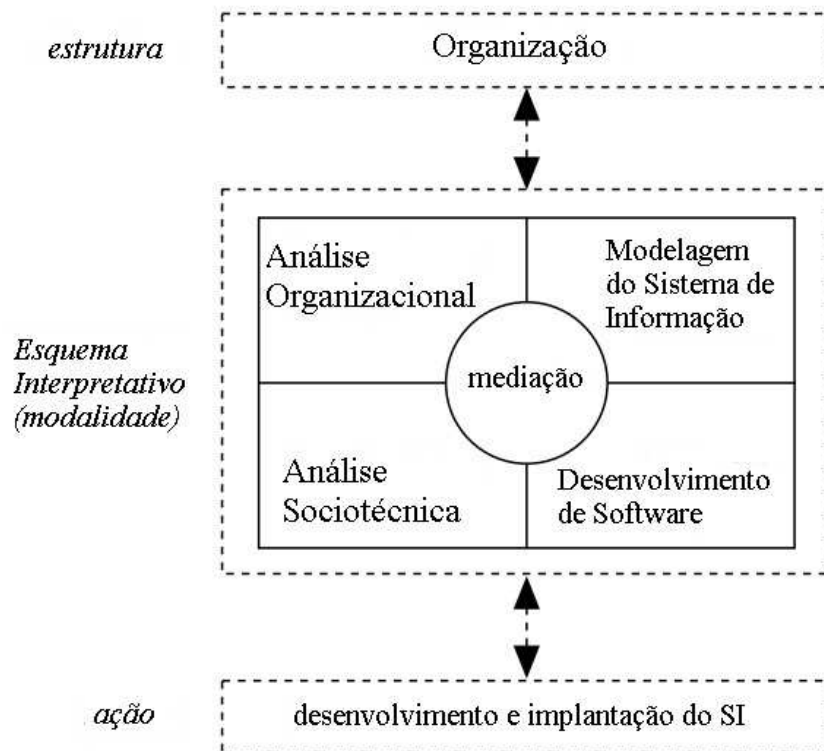 estrutura
Organização
Esquema
Interpretativo
(modalidade)
Análise
Organizacional
Modelagem
do Sistema de
Informação
mediação
Análise
Sociotécnica
Desenvolvimento
de Software
ação
desenvolvimento e implantação do SI